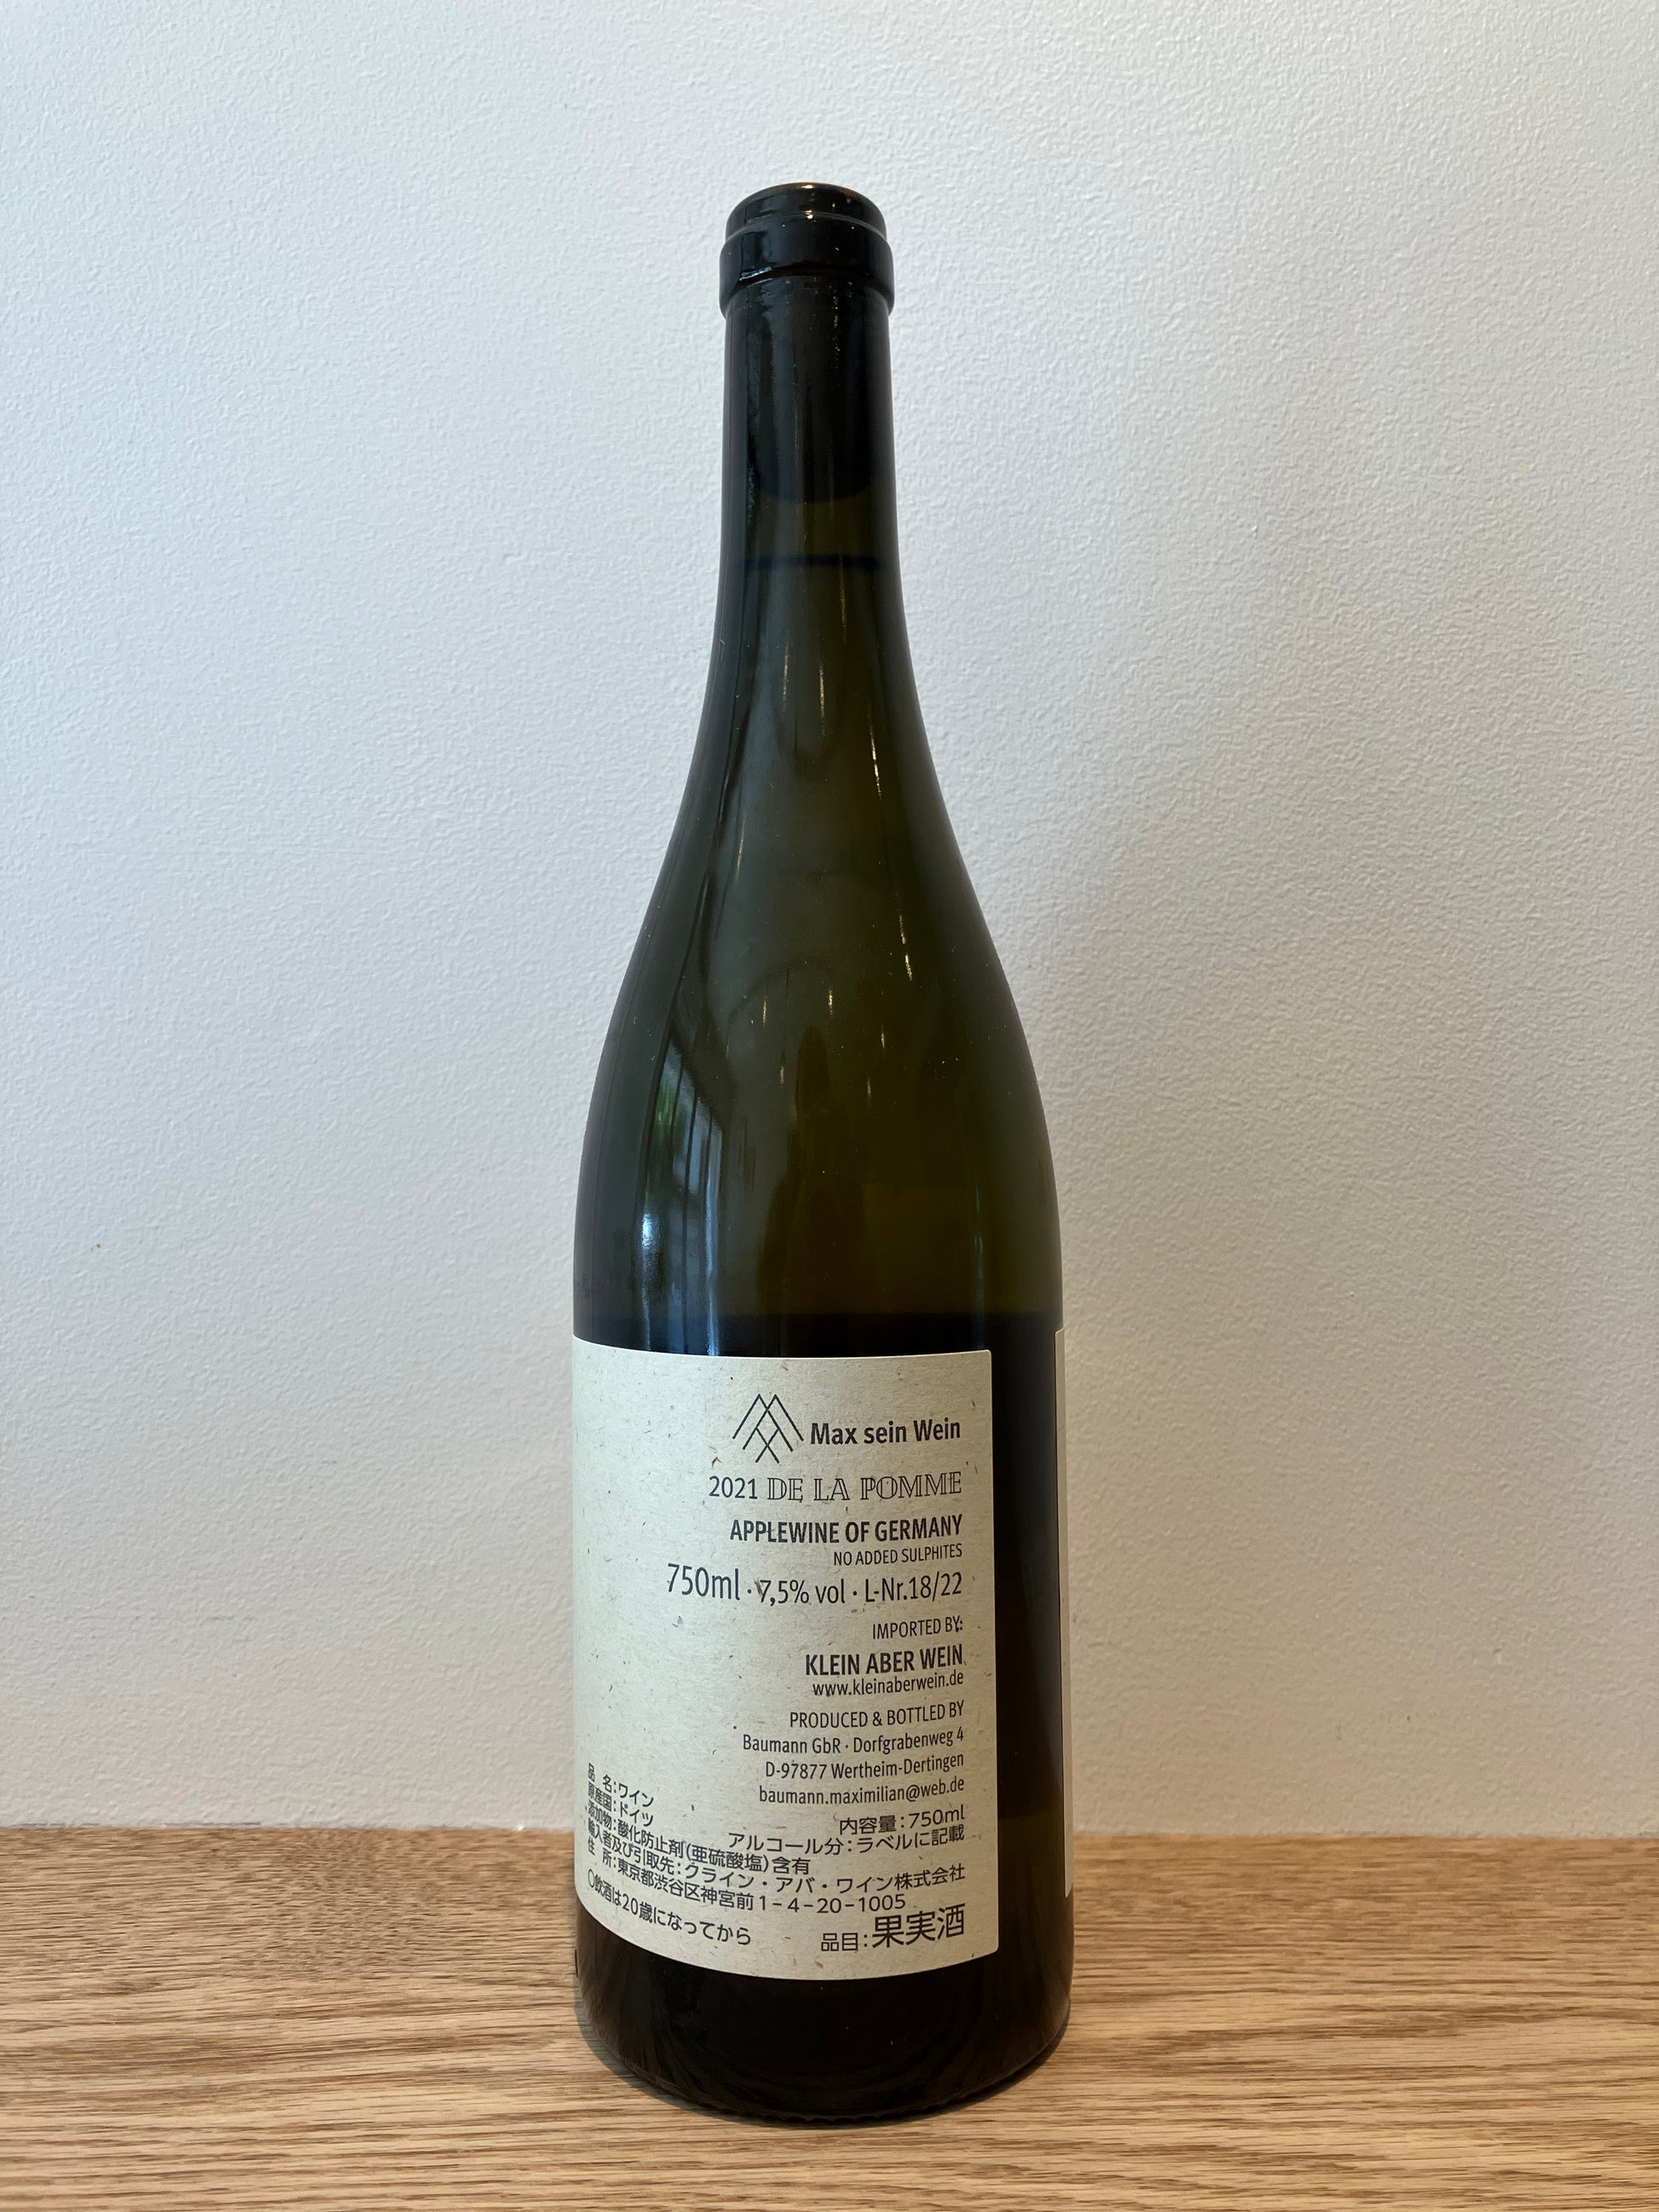 Max sein Wein
2021 DE LA POMME
APPLEWINE OF GERMANY
NO ADDED SULPHITES
750ml · 7,5% vol · L-Nr.18/22
IMPORTED BY:
KLEIN ABER WEIN
www.kleinaberwein.de
PRODUCED & BOTTLED BY
Baumann GbR · Dorfgrabenweg 4
D-97877 Wertheim-Dertingen
baumann.maximilian@web.de
品 名:ワイン
内容量:750ml
原産国:ドイツ
アルコール分:ラベルに記載
添加物:酸化防止剤(亜硫酸塩)含有
輸入者及び引取先:クライン・アバ・ワイン株式会社
住 所:東京都渋谷区神宮前1-4-20-1005
○飲酒は20歳になってから
品目:果実酒